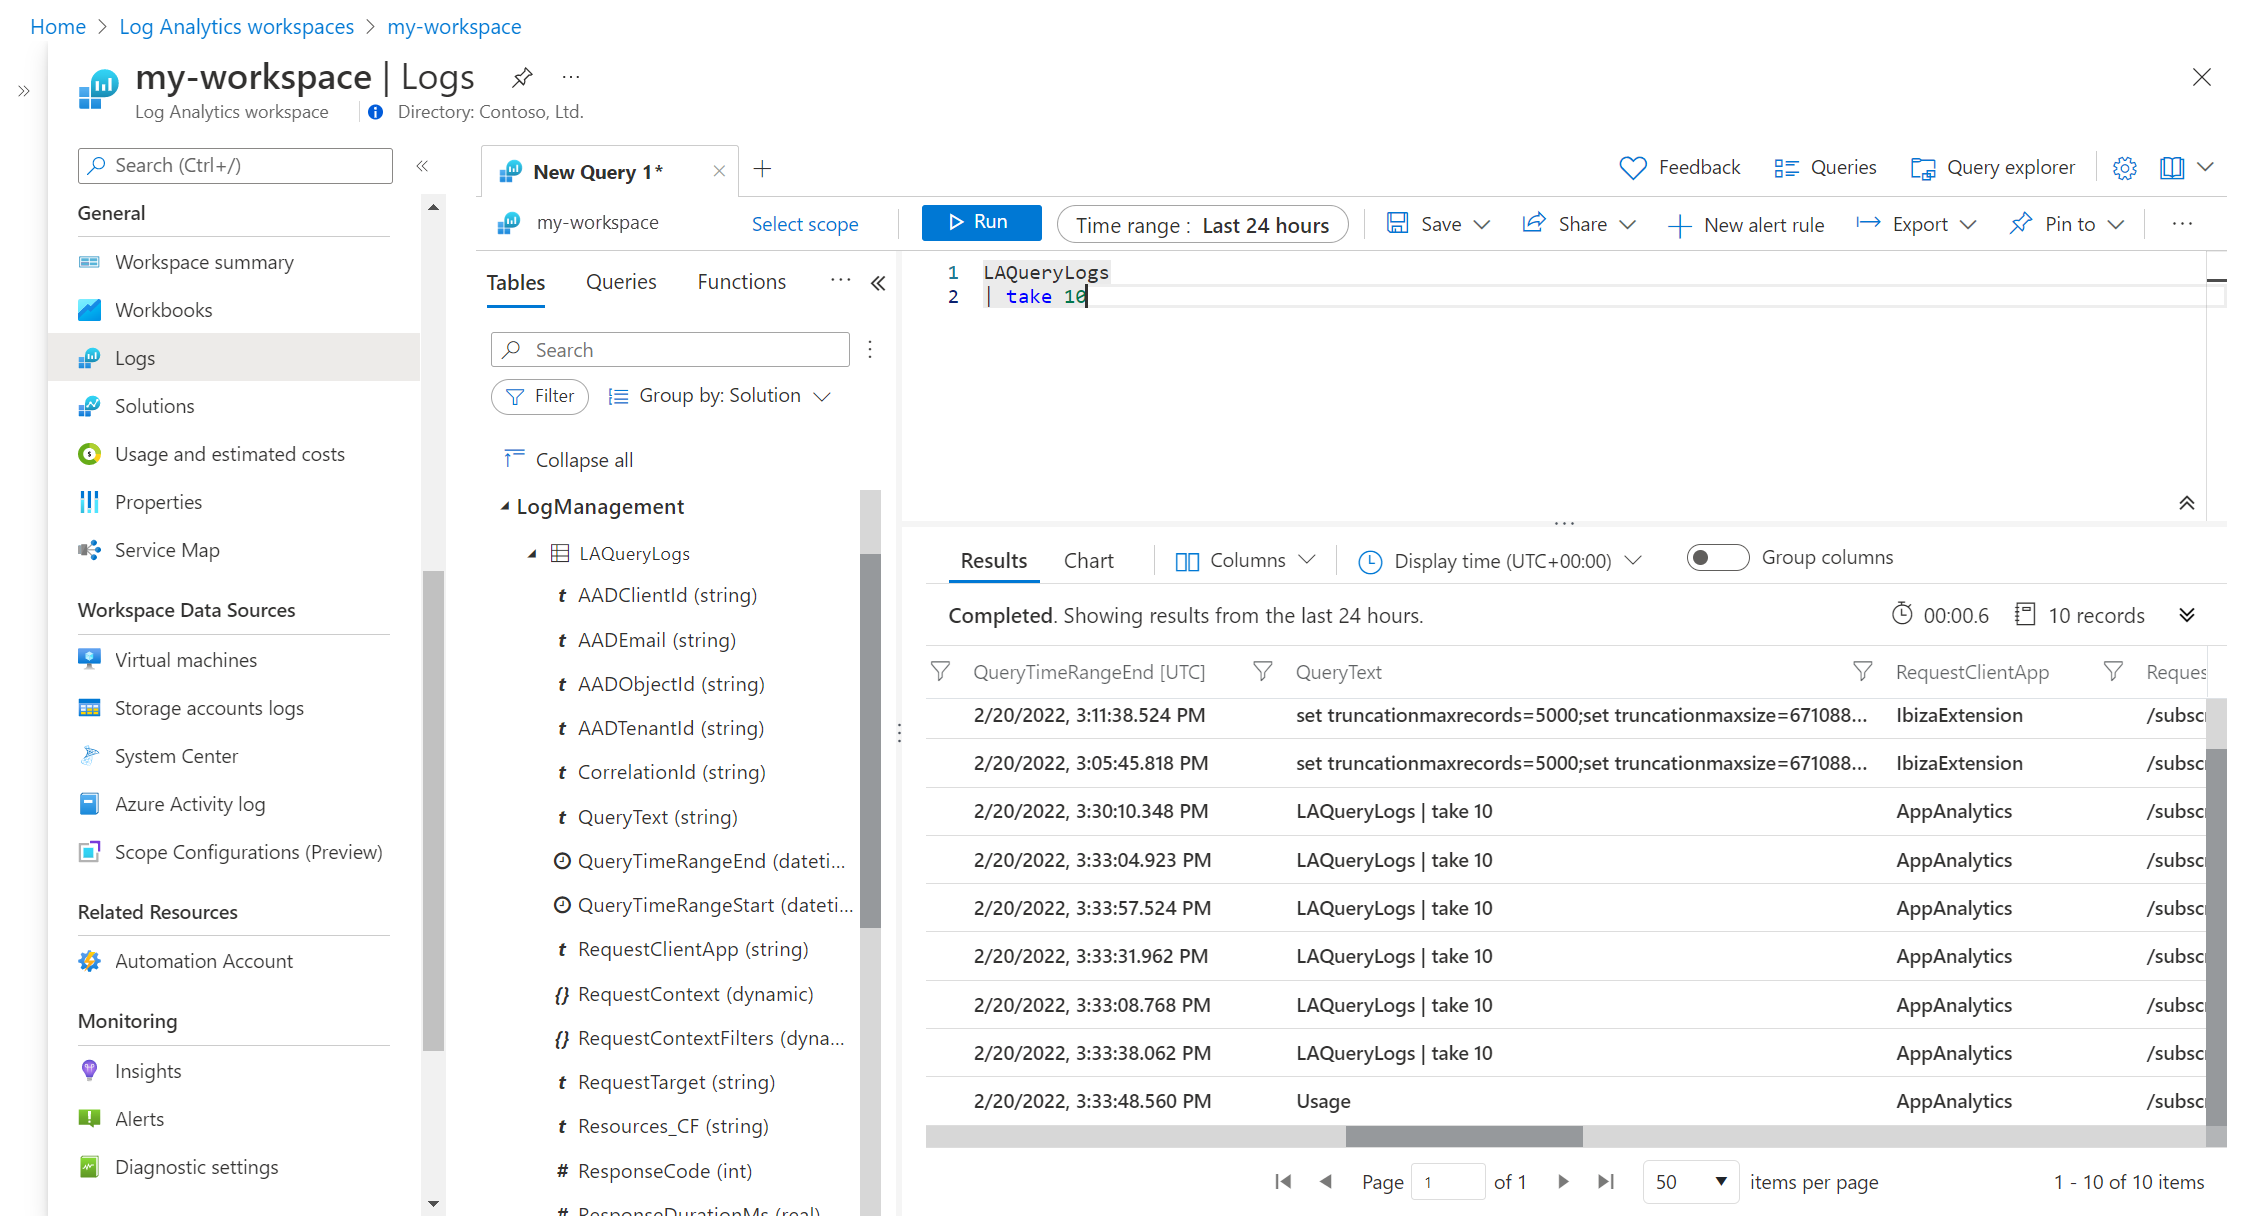 Home > Log Analytics workspaces > my-workspace
my-workspace | Logs
Log Analytics workspace
Directory: Contoso, Ltd.
Search (Ctrl+/)
General
Workspace summary
Workbooks
Logs
Solutions
Usage and estimated costs
Properties
Service Map
Workspace Data Sources
Virtual machines
Storage accounts logs
System Center
Azure Activity log
Scope Configurations (Preview)
Related Resources
Automation Account
Monitoring
Insights
Alerts
Diagnostic settings
New Query 1*
Feedback
Queries
Query explorer
my-workspace
Select scope
Run
Time range : Last 24 hours
Save
Share
New alert rule
Export
Pin to
Tables
Queries
Functions
Search
Filter
Group by: Solution
Collapse all
LogManagement
LAQueryLogs
t AADClientId (string)
t AADEmail (string)
t AADObjectId (string)
t AADTenantId (string)
t CorrelationId (string)
t QueryText (string)
QueryTimeRangeEnd (dateti...
QueryTimeRangeStart (dateti...
t RequestClientApp (string)
{} RequestContext (dynamic)
{} RequestContextFilters (dyna...
t RequestTarget (string)
t Resources_CF (string)
# ResponseCode (int)
# ResponseDurationMs (real)
1 LAQueryLogs
2 | take 10
Results
Chart
Columns
Display time (UTC+00:00)
Group columns
Completed. Showing results from the last 24 hours.
00:00.6
10 records
QueryTimeRangeEnd [UTC] QueryText RequestClientApp Reques
2/20/2022, 3:11:38.524 PM set truncationmaxrecords=5000;set truncationmaxsize=671088... IbizaExtension /subsc
2/20/2022, 3:05:45.818 PM set truncationmaxrecords=5000;set truncationmaxsize=671088... IbizaExtension /subsc
2/20/2022, 3:30:10.348 PM LAQueryLogs | take 10 AppAnalytics /subsc
2/20/2022, 3:33:04.923 PM LAQueryLogs | take 10 AppAnalytics /subsc
2/20/2022, 3:33:57.524 PM LAQueryLogs | take 10 AppAnalytics /subsc
2/20/2022, 3:33:31.962 PM LAQueryLogs | take 10 AppAnalytics /subsc
2/20/2022, 3:33:08.768 PM LAQueryLogs | take 10 AppAnalytics /subsc
2/20/2022, 3:33:38.062 PM LAQueryLogs | take 10 AppAnalytics /subsc
2/20/2022, 3:33:48.560 PM Usage AppAnalytics /subsc
Page 1 of 1
50 items per page
1 - 10 of 10 items